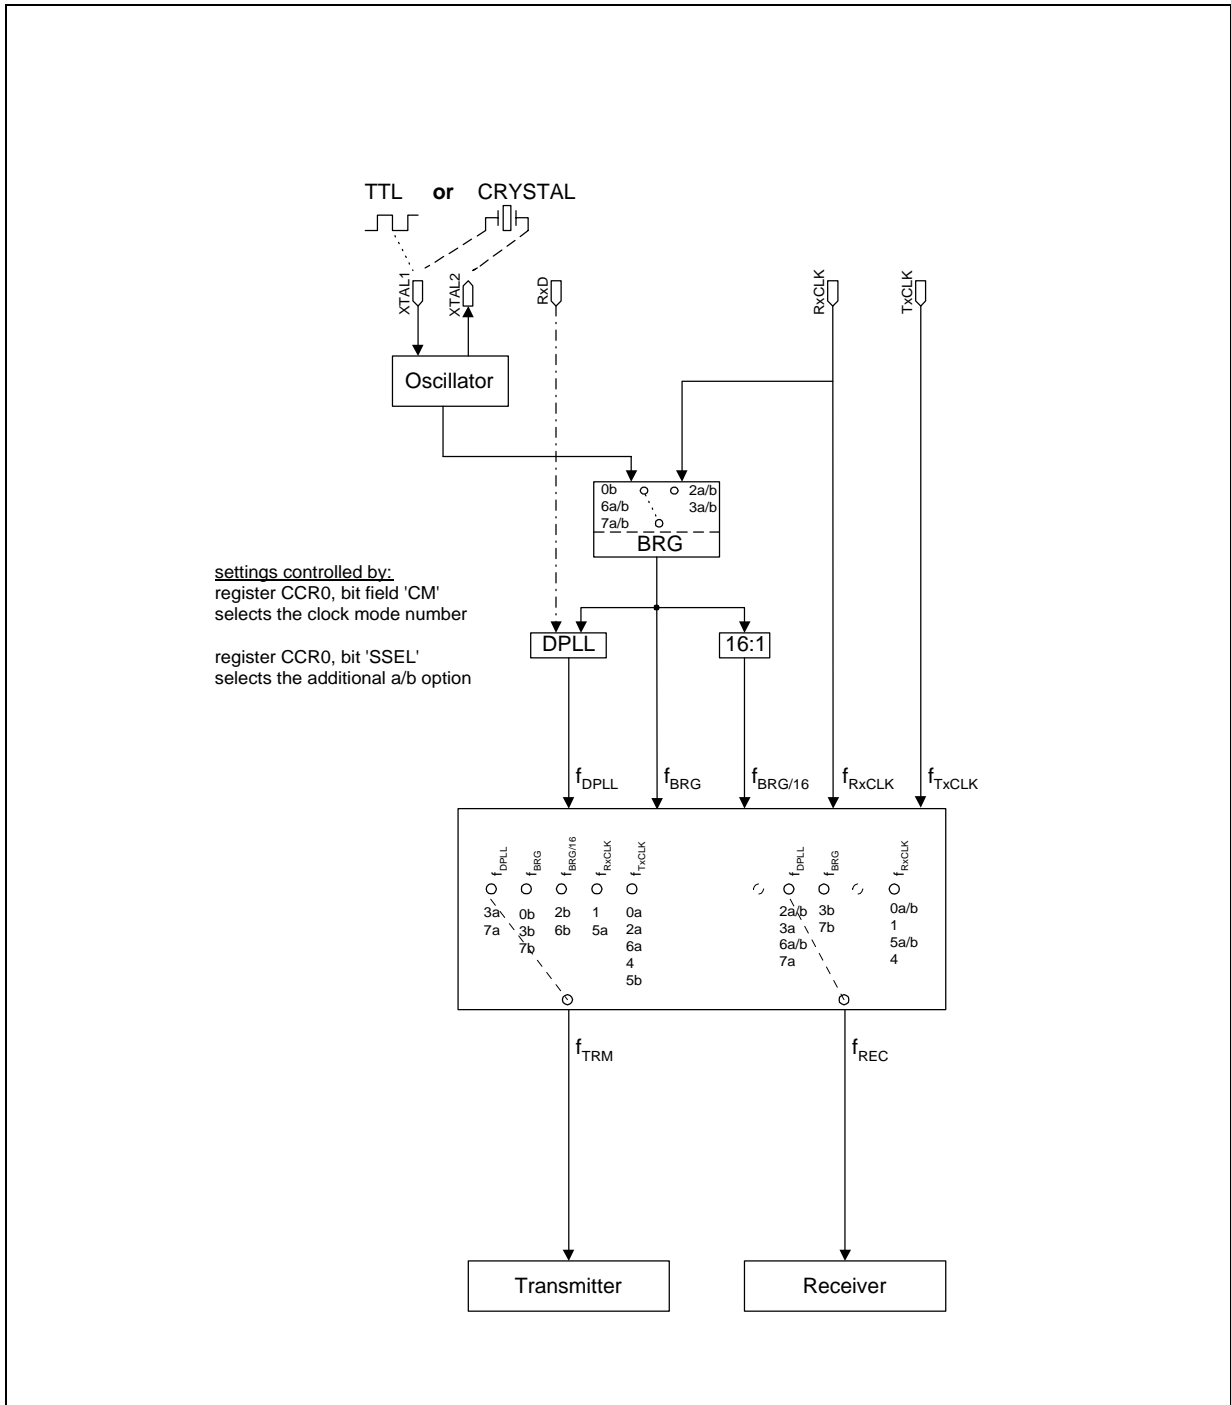 TTL or CRYSTAL
XTAL1
XTAL2
RxD
RxCLK
TxCLK
Oscillator
0b
6a/b
7a/b
2a/b
3a/b
BRG
settings controlled by:
register CCR0, bit field 'CM'
selects the clock mode number
register CCR0, bit 'SSEL'
selects the additional a/b option
DPLL
16:1
fDPLL
fBRG
fBRG/16
fRxCLK
fTxCLK
fDPLL
fBRG
fBRG/16
fRxCLK
fTxCLK
fDPLL
fBRG
fRxCLK
3a
7a
0b
3b
7b
2b
6b
1
5a
0a
2a
6a
4
5b
2a/b
3a
6a/b
7a
3b
7b
0a/b
1
5a/b
4
fTRM
fREC
Transmitter
Receiver